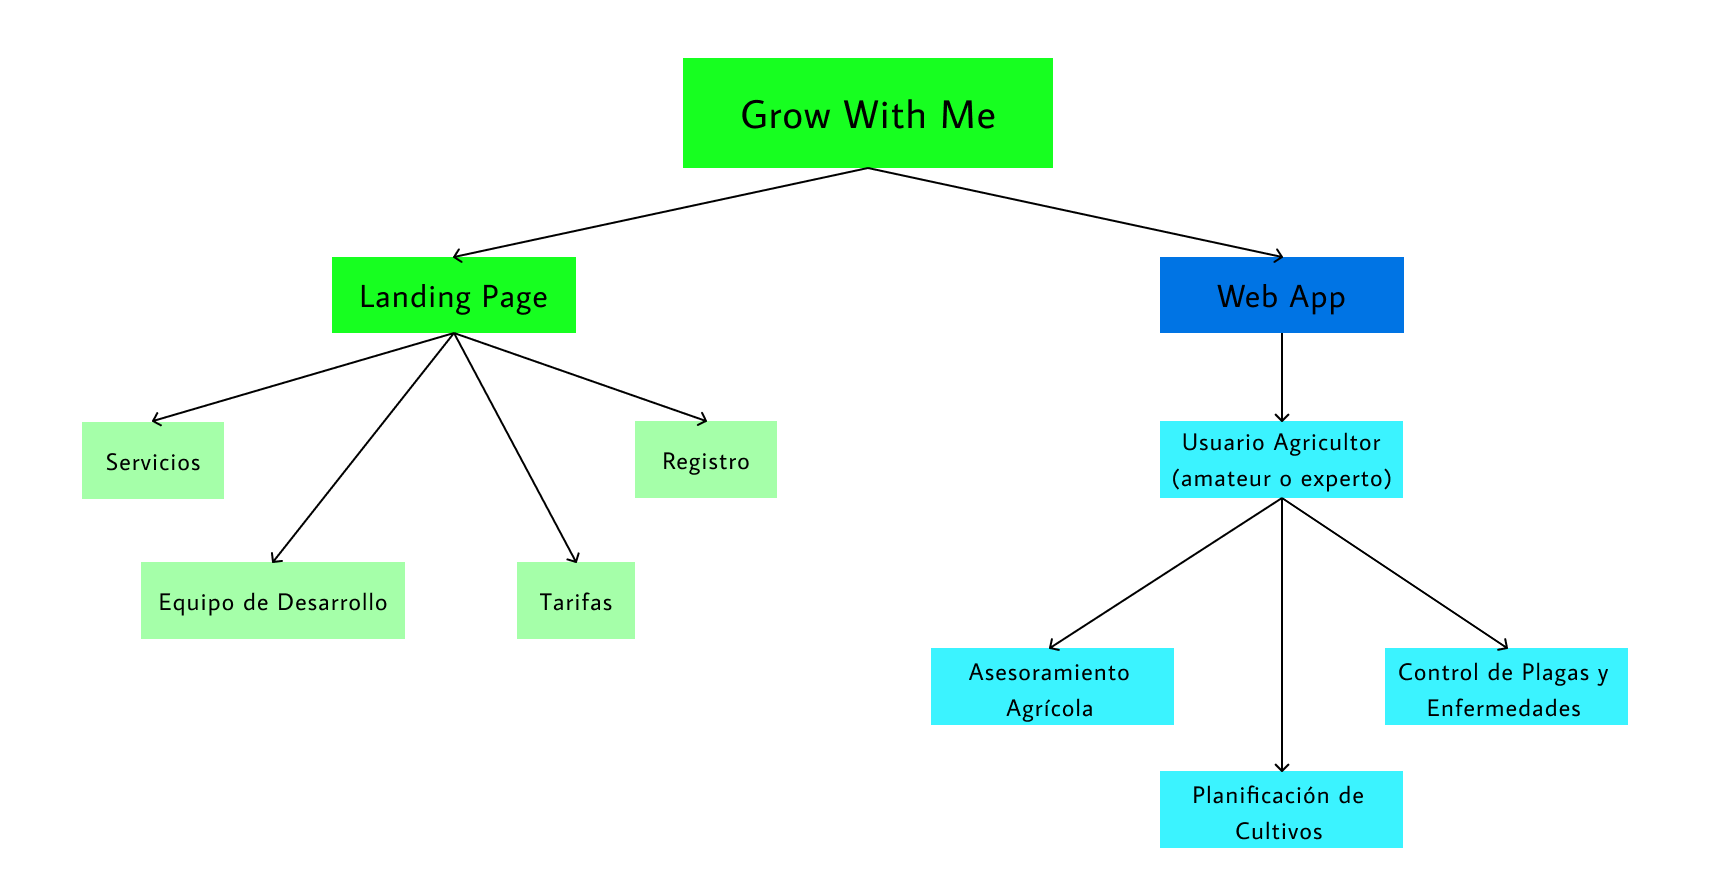 Grow With Me
Landing Page
Web App
Servicios
Registro
Usuario Agricultor
(amateur o experto)
Equipo de Desarrollo
Tarifas
Asesoramiento
Agrícola
Control de Plagas y
Enfermedades
Planificación de
Cultivos